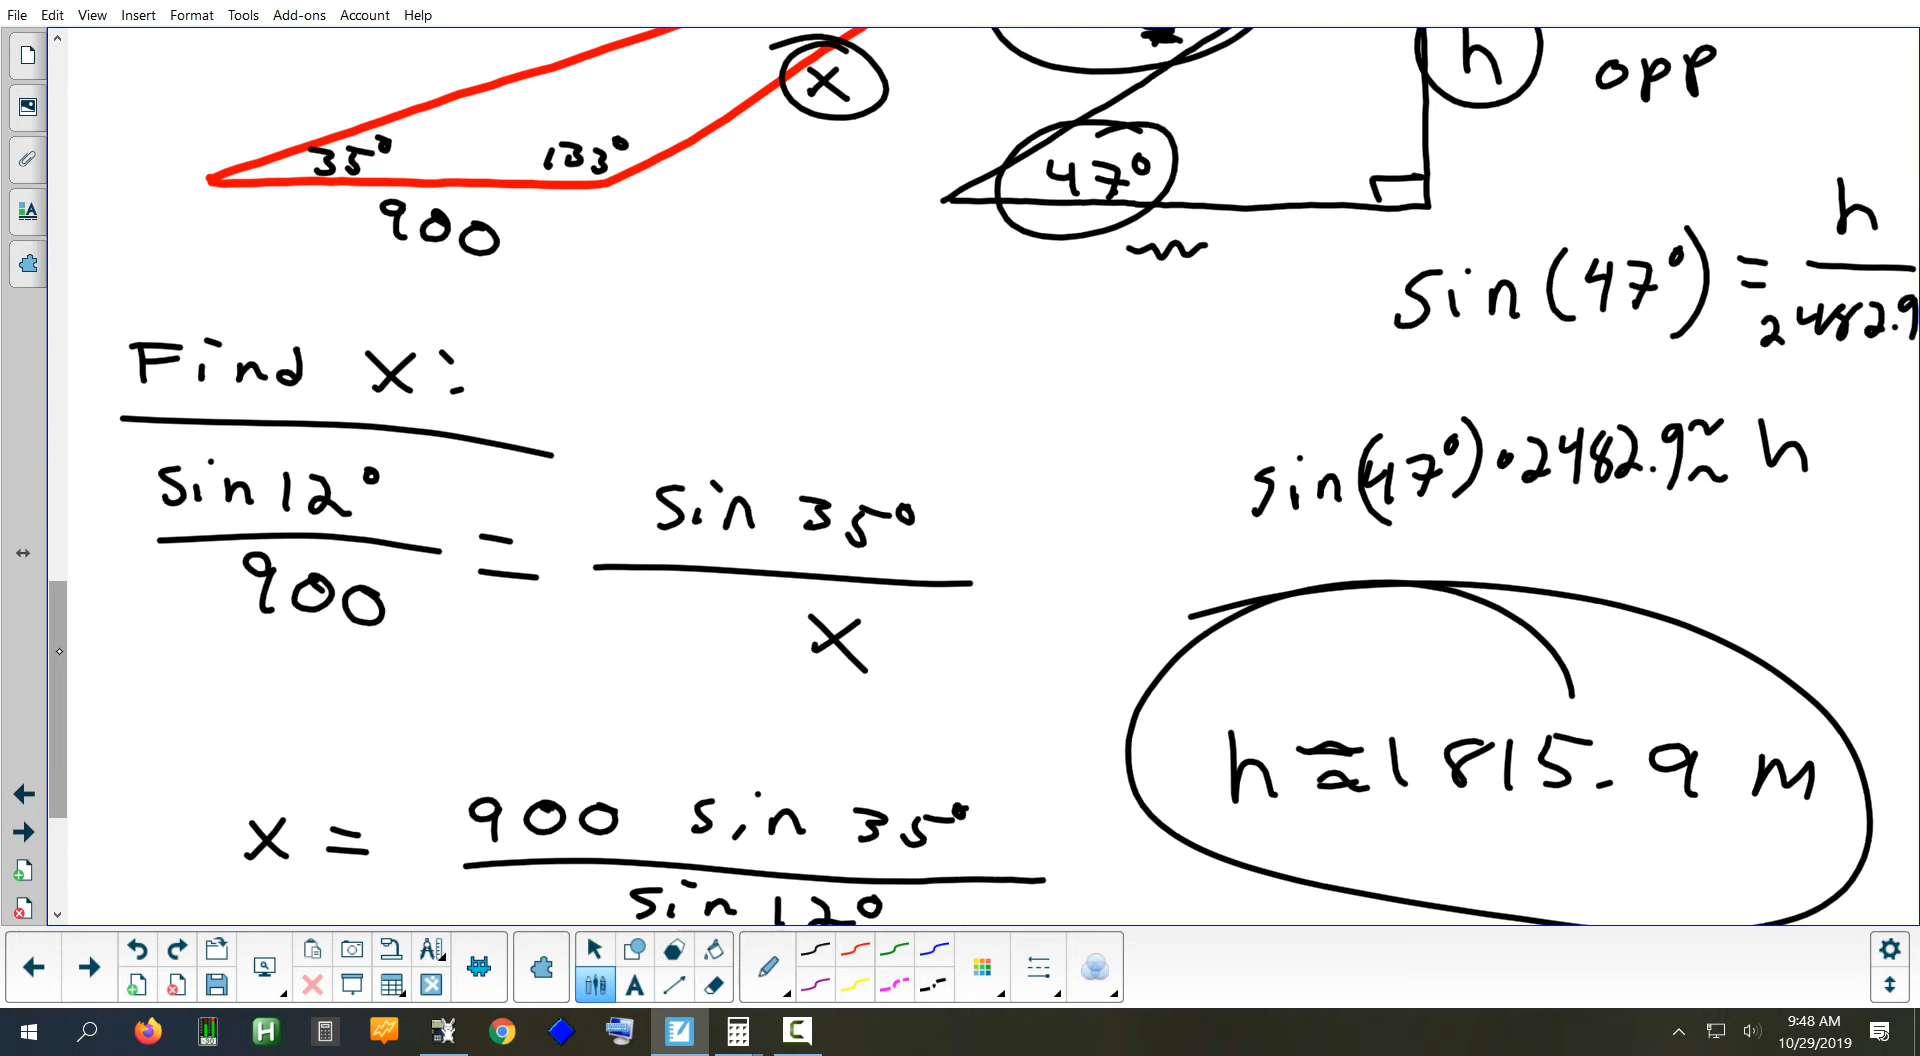 File Edit View Insert Format Tools Add-ons Account Help
x
h
opp
35°
133°
900
47°
sin(47°) = h
2482.9
Find x:
sin 12°
900
=
sin 35°
x
sin(47°)•2482.9≈h
h≈1815.9 m
x = 900 sin 35°
sin 12°
9:48 AM
10/29/2019